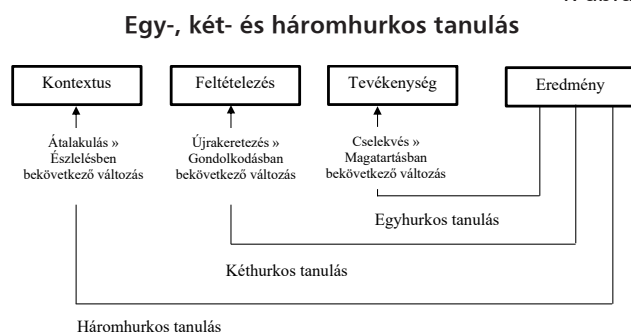 Egy-, két- és háromhurkos tanulás
Kontextus
Feltételezés
Tevékenység
Eredmény
Átalakulás »
Észlelésben
bekövetkező változás
Újrakeretezés »
Gondolkodásban
bekövetkező változás
Cselekvés »
Magatartásban
bekövetkező változás
Egyhurkos tanulás
Kéthurkos tanulás
Háromhurkos tanulás